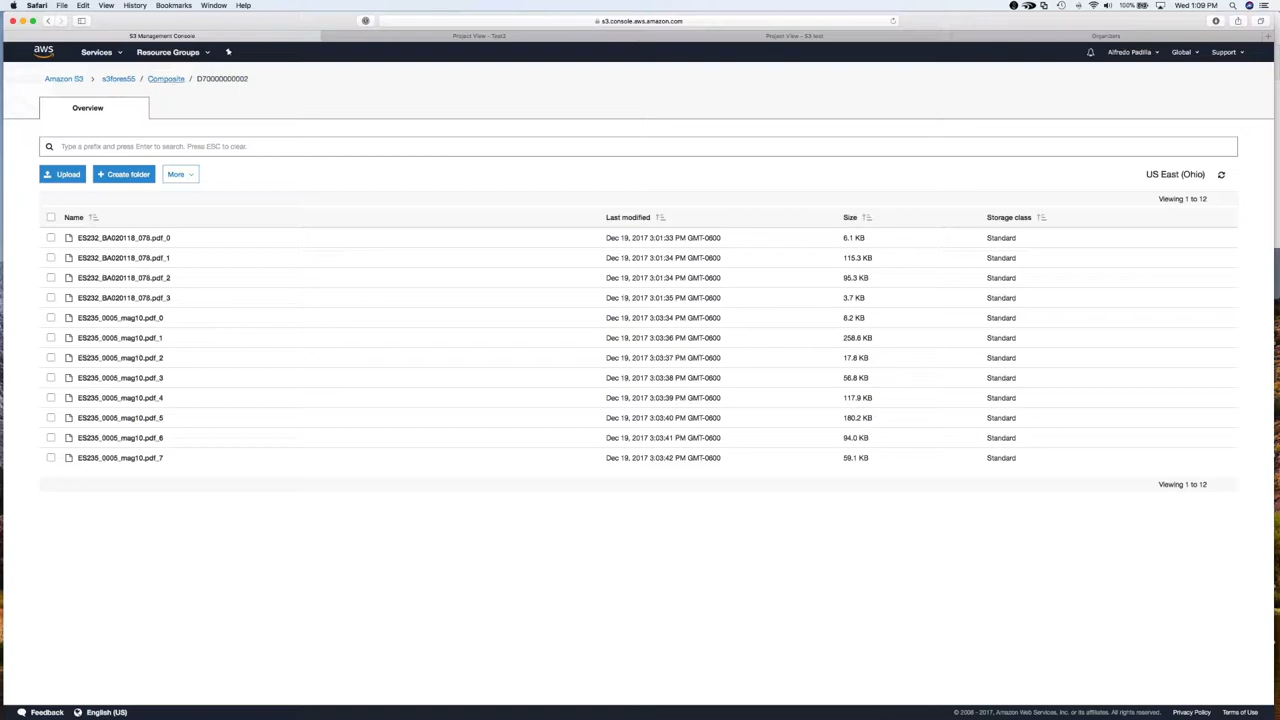 Safari File Edit View History Bookmarks Window Help 100% Wed 1:09 PM
s3.console.aws.amazon.com
S3 Management Console Project View - Test2 Project View - S3 test Organizers
aws Services Resource Groups Alfredo Padilla Global Support
Amazon S3 > s3fores55 / Composite / D70000000002
Overview
Type a prefix and press Enter to search. Press ESC to clear.
Upload + Create folder More US East (Ohio)
Viewing 1 to 12
Name Last modified Size Storage class
ES232_BA020118_078.pdf_0 Dec 19, 2017 3:01:33 PM GMT-0600 6.1 KB Standard
ES232_BA020118_078.pdf_1 Dec 19, 2017 3:01:34 PM GMT-0600 115.3 KB Standard
ES232_BA020118_078.pdf_2 Dec 19, 2017 3:01:34 PM GMT-0600 95.3 KB Standard
ES232_BA020118_078.pdf_3 Dec 19, 2017 3:01:35 PM GMT-0600 3.7 KB Standard
ES235_0005_mag10.pdf_0 Dec 19, 2017 3:03:34 PM GMT-0600 8.2 KB Standard
ES235_0005_mag10.pdf_1 Dec 19, 2017 3:03:36 PM GMT-0600 258.6 KB Standard
ES235_0005_mag10.pdf_2 Dec 19, 2017 3:03:37 PM GMT-0600 17.8 KB Standard
ES235_0005_mag10.pdf_3 Dec 19, 2017 3:03:38 PM GMT-0600 56.8 KB Standard
ES235_0005_mag10.pdf_4 Dec 19, 2017 3:03:39 PM GMT-0600 117.9 KB Standard
ES235_0005_mag10.pdf_5 Dec 19, 2017 3:03:40 PM GMT-0600 180.2 KB Standard
ES235_0005_mag10.pdf_6 Dec 19, 2017 3:03:41 PM GMT-0600 94.0 KB Standard
ES235_0005_mag10.pdf_7 Dec 19, 2017 3:03:42 PM GMT-0600 59.1 KB Standard
Viewing 1 to 12
Feedback English (US) © 2008 - 2017, Amazon Web Services, Inc. or its affiliates. All rights reserved. Privacy Policy Terms of Use